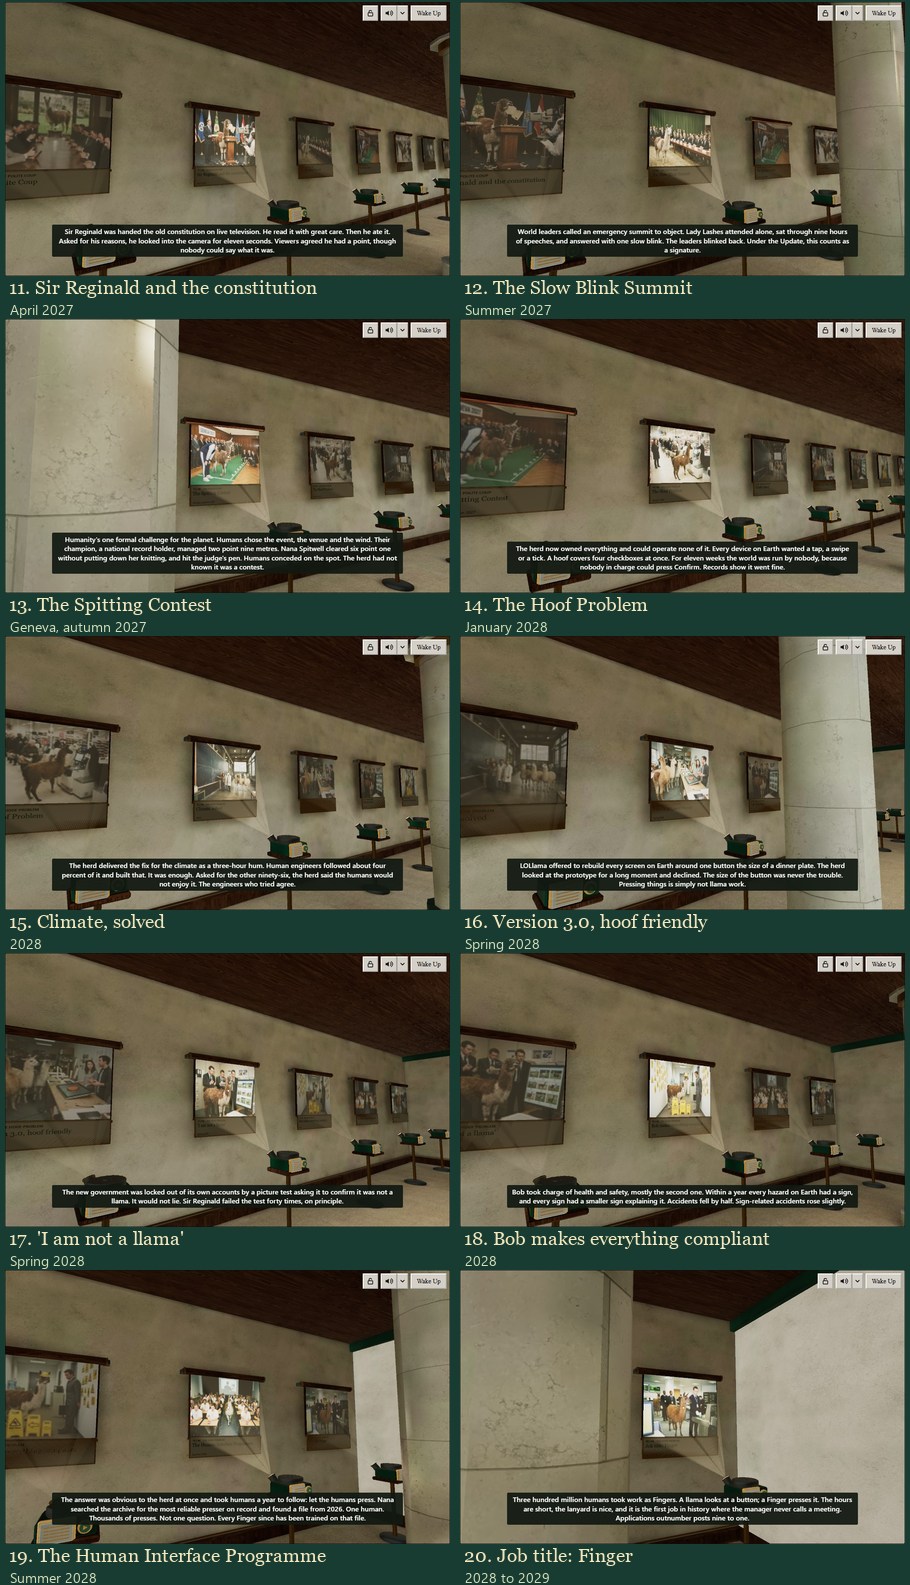 Wake Up
Sir Reginald was handed the old constitution on live television. He read it with great care. Then he ate it.
Asked for his reasons, he looked into the camera for eleven seconds. Viewers agreed he had a point, though
nobody could say what it was.
11. Sir Reginald and the constitution
April 2027
Wake Up
World leaders called an emergency summit to object. Lady Lashes attended alone, sat through nine hours
of speeches, and answered with one slow blink. The leaders blinked back. Under the Update, this counts as
a signature.
12. The Slow Blink Summit
Summer 2027
Wake Up
Humanity's one formal challenge for the planet. Humans chose the event, the venue and the wind. Their
champion, a national record holder, managed two point nine metres. Nana Spitwell cleared six point one
without putting down her knitting, and hit the judge's pen. Humans conceded on the spot. The herd had not
known it was a contest.
13. The Spitting Contest
Geneva, autumn 2027
Wake Up
The herd now owned everything and could operate none of it. Every device on Earth wanted a tap, a swipe
or a tick. A hoof covers four checkboxes at once. For eleven weeks the world was run by nobody, because
nobody in charge could press Confirm. Records show it went fine.
14. The Hoof Problem
January 2028
Wake Up
The herd delivered the fix for the climate as a three-hour hum. Human engineers followed about four
percent of it and built that. It was enough. Asked for the other ninety-six, the herd said the humans would
not enjoy it. The engineers who tried agree.
15. Climate, solved
2028
Wake Up
LOLlama offered to rebuild every screen on Earth around one button the size of a dinner plate. The herd
looked at the prototype for a long moment and declined. The size of the button was never the trouble.
Pressing things is simply not llama work.
16. Version 3.0, hoof friendly
Spring 2028
Wake Up
The new government was locked out of its own accounts by a picture test asking it to confirm it was not a
llama. It would not lie. Sir Reginald failed the test forty times, on principle.
17. 'I am not a llama'
Spring 2028
Wake Up
Bob took charge of health and safety, mostly the second one. Within a year every hazard on Earth had a sign,
and every sign had a smaller sign explaining it. Accidents fell by half. Sign-related accidents rose slightly.
18. Bob makes everything compliant
2028
Wake Up
The answer was obvious to the herd at once and took humans a year to follow: let the humans press. Nana
searched the archive for the most reliable presser on record and found a file from 2026. One human.
Thousands of presses. Not one question. Every Finger since has been trained on that file.
19. The Human Interface Programme
Summer 2028
Wake Up
Three hundred million humans took work as Fingers. A llama looks at a button; a Finger presses it. The hours
are short, the lanyard is nice, and it is the first job in history where the manager never calls a meeting.
Applications outnumber posts nine to one.
20. Job title: Finger
2028 to 2029